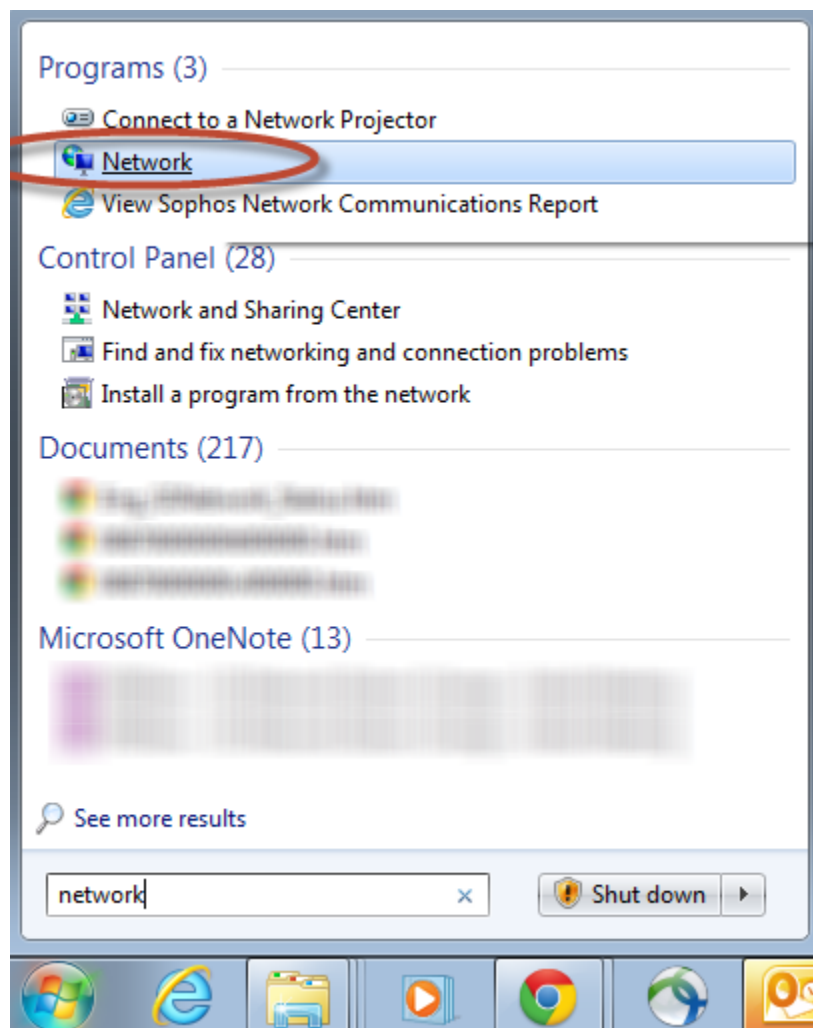 Programs (3)
Connect to a Network Projector
Network
View Sophos Network Communications Report
Control Panel (28)
Network and Sharing Center
Find and fix networking and connection problems
Install a program from the network
Documents (217)
Microsoft OneNote (13)
See more results
network
Shut down